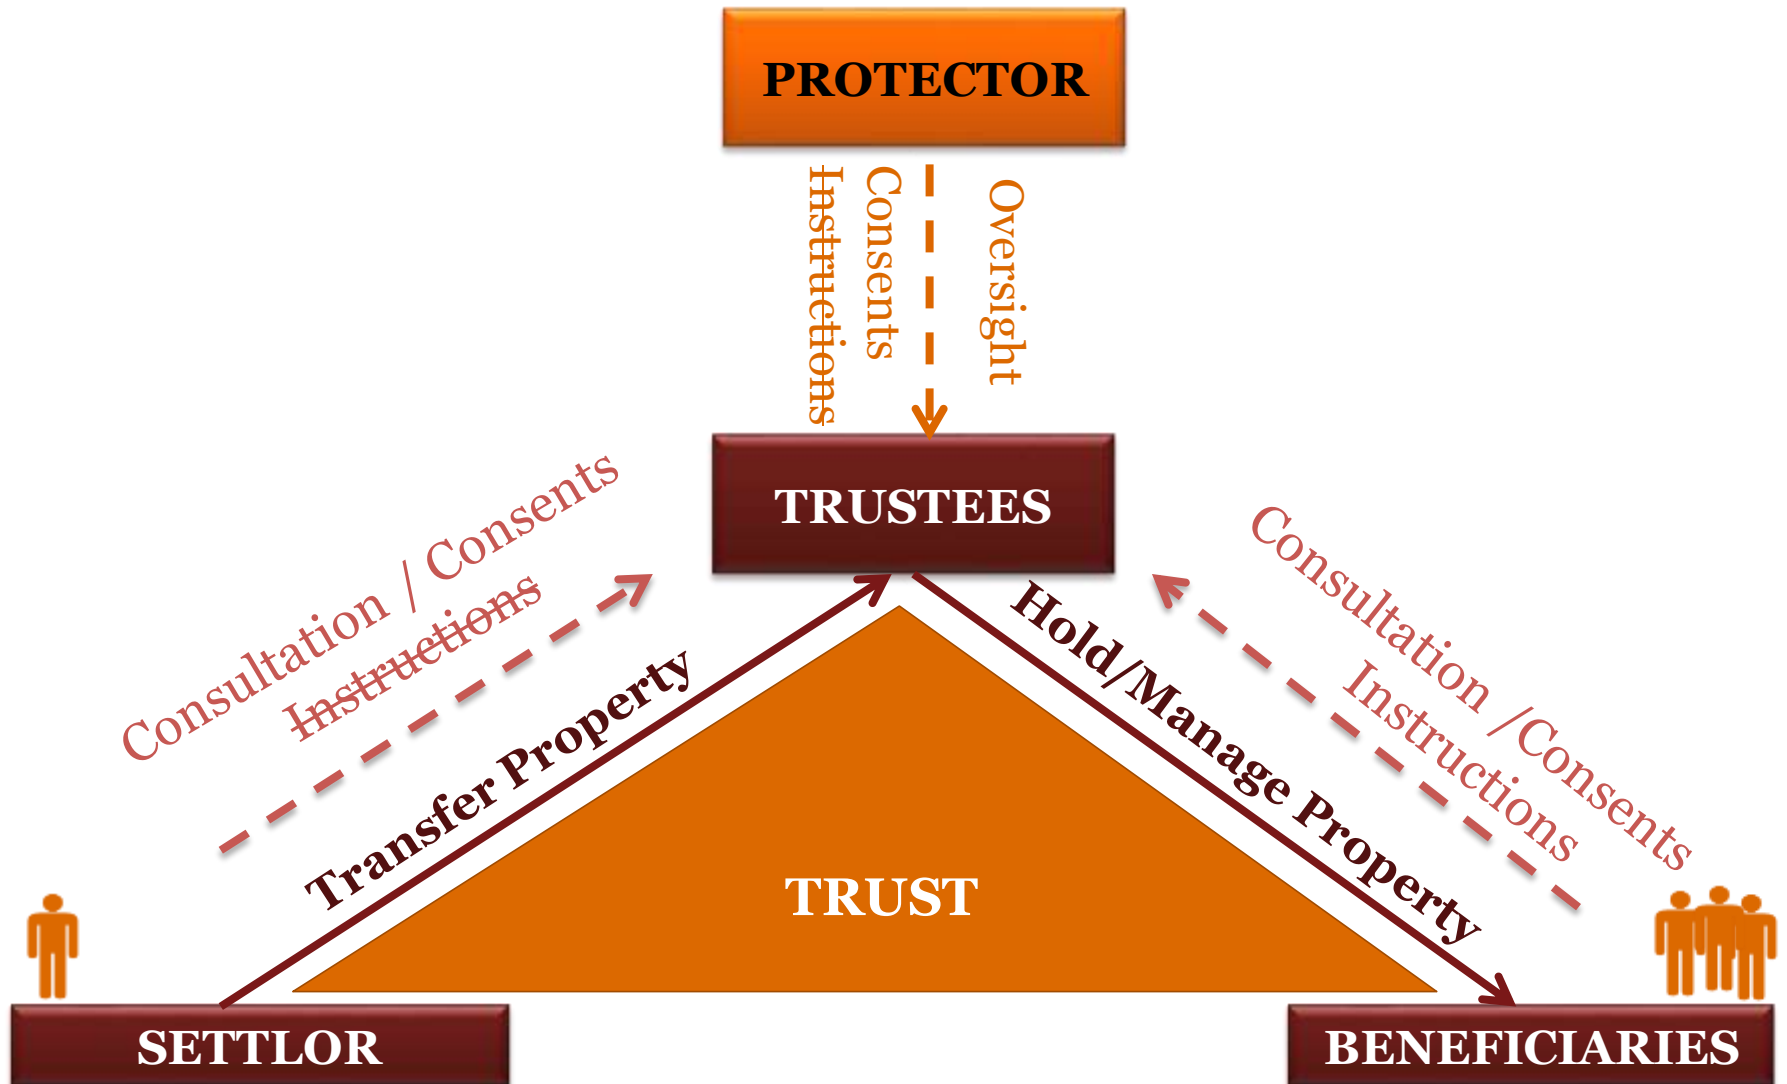 PROTECTOR
Oversight
Consents
Instructions
TRUSTEES
Consultation / Consents
Instructions
Transfer Property
Hold/Manage Property
Consultation /Consents
Instructions
TRUST
SETTLOR
BENEFICIARIES